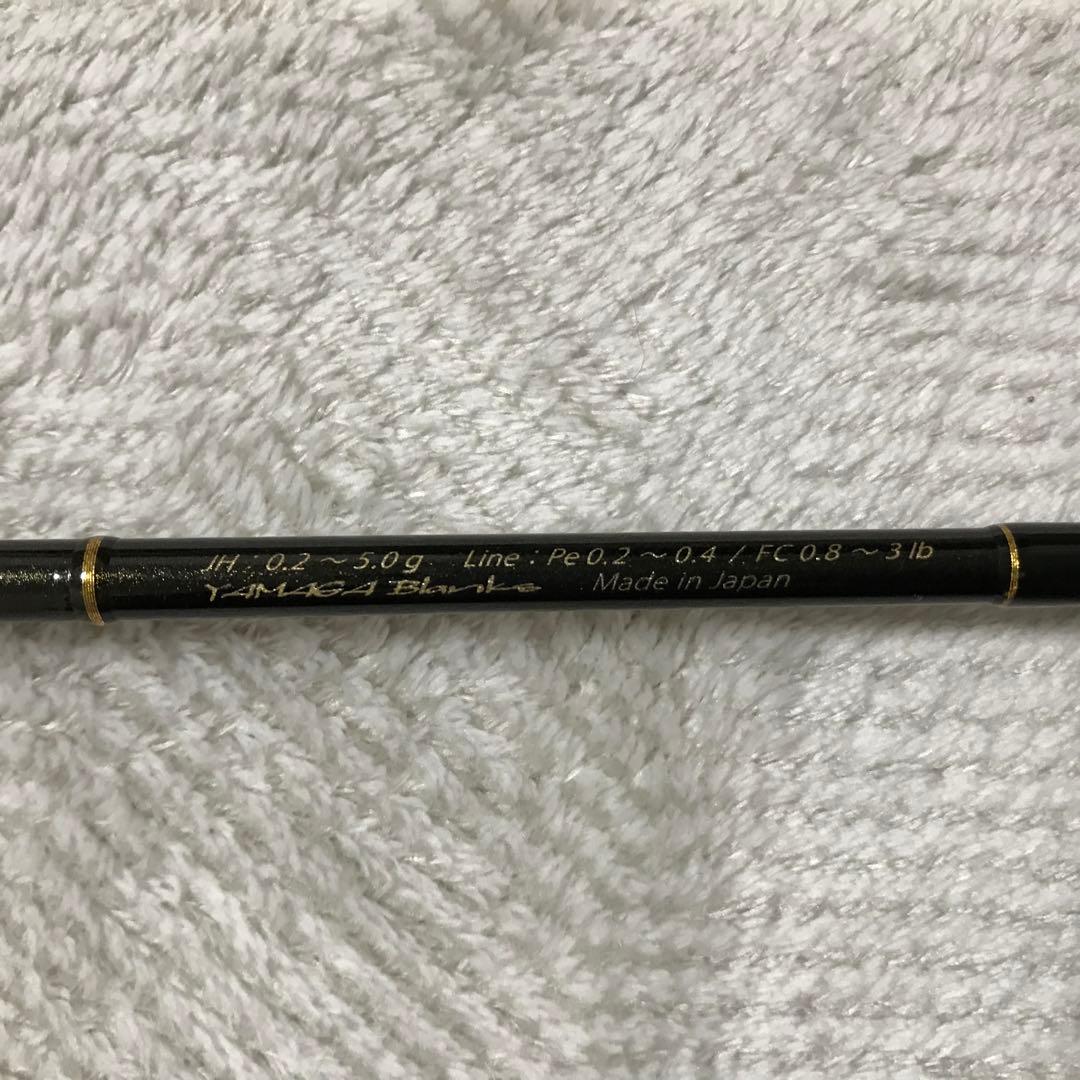 JH : 0.2 ～ 5.0 g Line : Pe 0.2 ～ 0.4 / FC 0.8 ～ 3 lb
YAMAGA Blanks Made in Japan